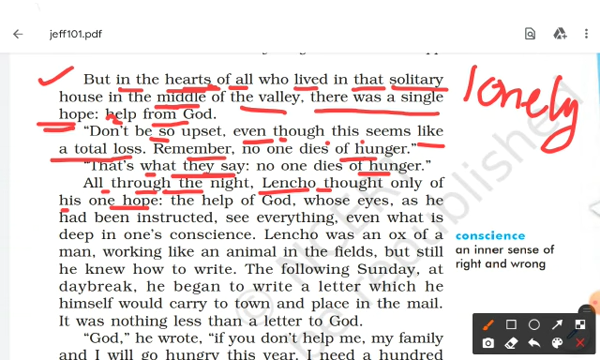 jeff101.pdf
But in the hearts of all who lived in that solitary
house in the middle of the valley, there was a single
hope: help from God.
"Don't be so upset, even though this seems like
a total loss. Remember, no one dies of hunger."
"That's what they say: no one dies of hunger."
All through the night, Lencho thought only of
his one hope: the help of God, whose eyes, as he
had been instructed, see everything, even what is
deep in one's conscience. Lencho was an ox of a
man, working like an animal in the fields, but still
he knew how to write. The following Sunday, at
daybreak, he began to write a letter which he
himself would carry to town and place in the mail.
It was nothing less than a letter to God.
"God," he wrote, "if you don't help me, my family
and I will go hungry this year. I need a hundred
lonely
conscience
an inner sense of
right and wrong
© NCERT
be republished